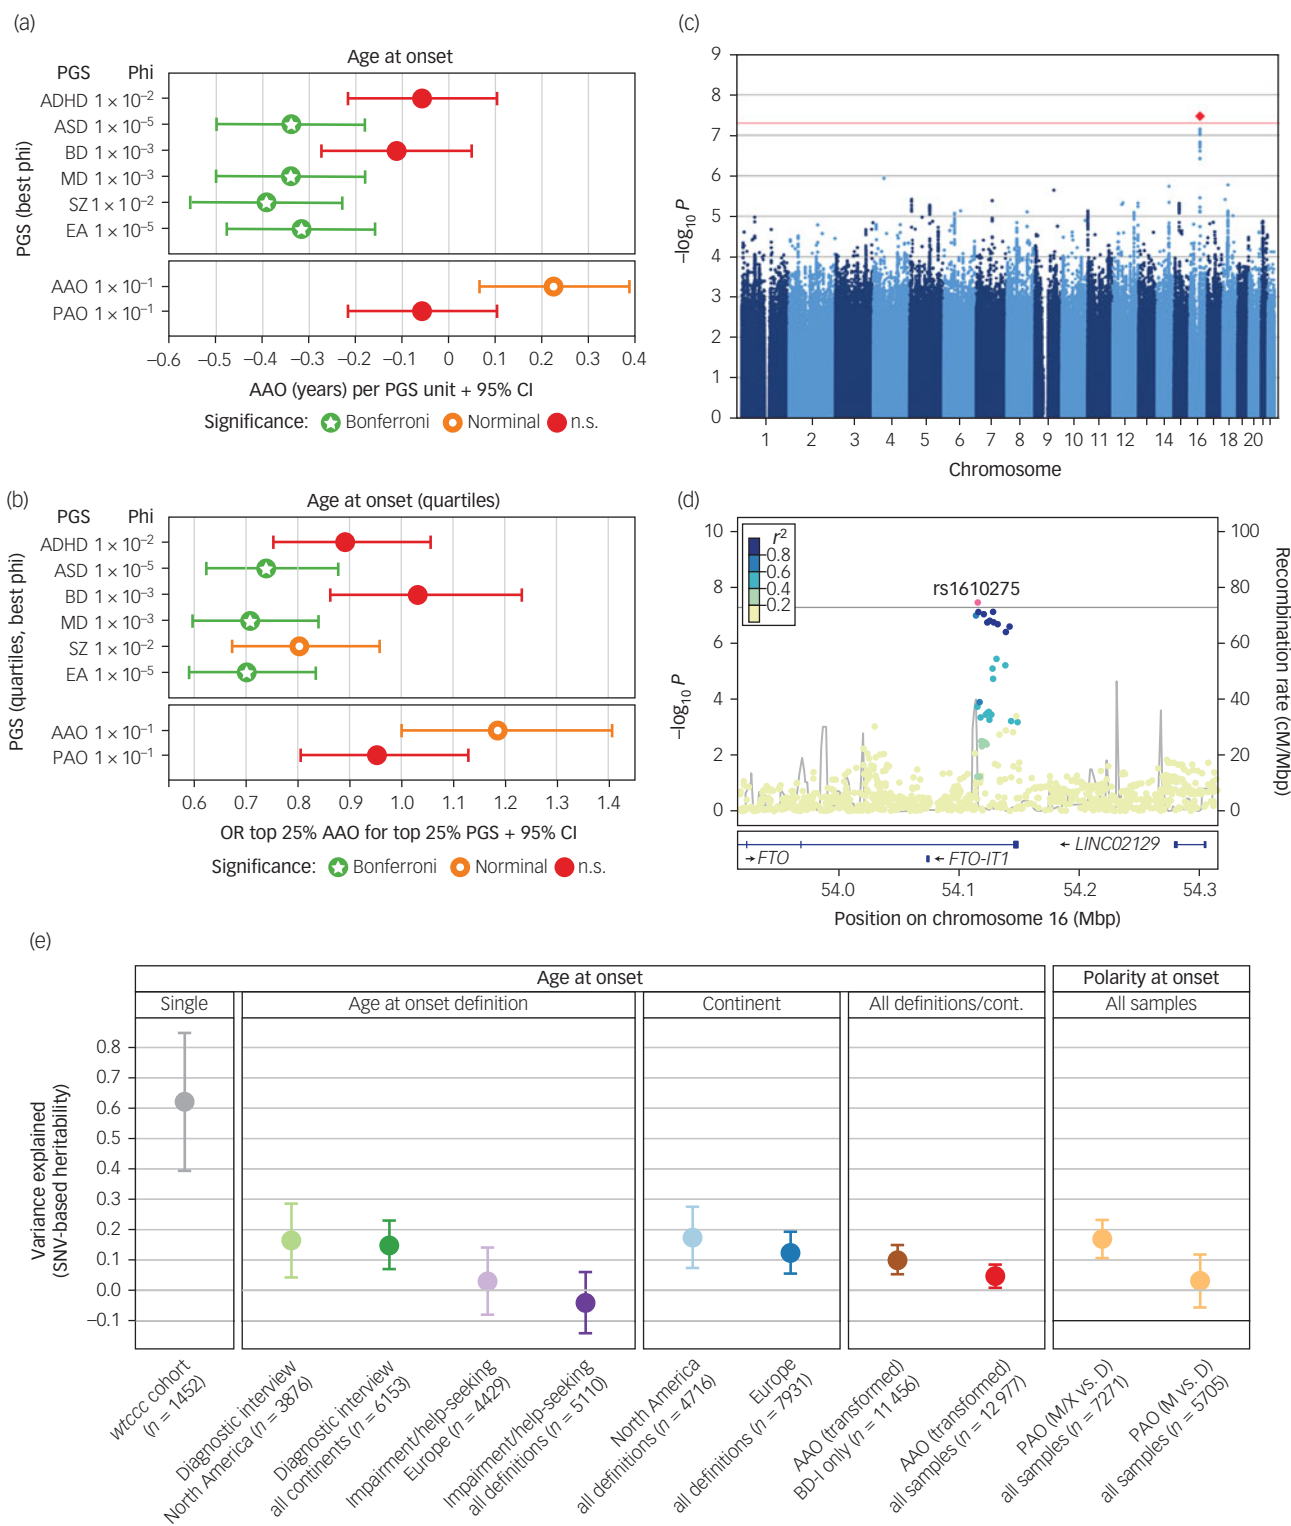 (a)
Age at onset
PGS Phi
PGS (best phi)
ADHD 1 × 10⁻²
ASD 1 × 10⁻⁵
BD 1 × 10⁻³
MD 1 × 10⁻³
SZ 1 × 10⁻²
EA 1 × 10⁻⁵
AAO 1 × 10⁻¹
PAO 1 × 10⁻¹
–0.6 –0.5 –0.4 –0.3 –0.2 –0.1 0 0.1 0.2 0.3 0.4
AAO (years) per PGS unit + 95% CI
Significance: Bonferroni Norminal n.s.
(b)
Age at onset (quartiles)
PGS Phi
PGS (quartiles, best phi)
ADHD 1 × 10⁻²
ASD 1 × 10⁻⁵
BD 1 × 10⁻³
MD 1 × 10⁻³
SZ 1 × 10⁻²
EA 1 × 10⁻⁵
AAO 1 × 10⁻¹
PAO 1 × 10⁻¹
0.6 0.7 0.8 0.9 1.0 1.1 1.2 1.3 1.4
OR top 25% AAO for top 25% PGS + 95% CI
Significance: Bonferroni Norminal n.s.
(c)
–log₁₀ P
9
8
7
6
5
4
3
2
1
0
1 2 3 4 5 6 7 8 9 10 11 12 14 16 18 20
Chromosome
(d)
–log₁₀ P
10
8
6
4
2
0
r²
0.8
0.6
0.4
0.2
rs1610275
100
80
60
40
20
0
Recombination rate (cM/Mbp)
→ FTO
← FTO-IT1
← LINC02129
54.0 54.1 54.2 54.3
Position on chromosome 16 (Mbp)
(e)
Age at onset Polarity at onset
Single Age at onset definition Continent All definitions/cont. All samples
Variance explained
(SNV-based heritability)
0.8
0.7
0.6
0.5
0.4
0.3
0.2
0.1
0.0
–0.1
wtccc cohort
(n = 1452)
Diagnostic interview
North America (n = 3876)
Diagnostic interview
all continents (n = 6153)
Impairment/help-seeking
Europe (n = 4429)
Impairment/help-seeking
all definitions (n = 5110)
North America
all definitions (n = 4716)
Europe
all definitions (n = 7931)
AAO (transformed)
BD-I only (n = 11 456)
AAO (transformed)
all samples (n = 12 977)
PAO (M/X VS. D)
all samples (n = 7271)
PAO (M VS. D)
all samples (n = 5705)